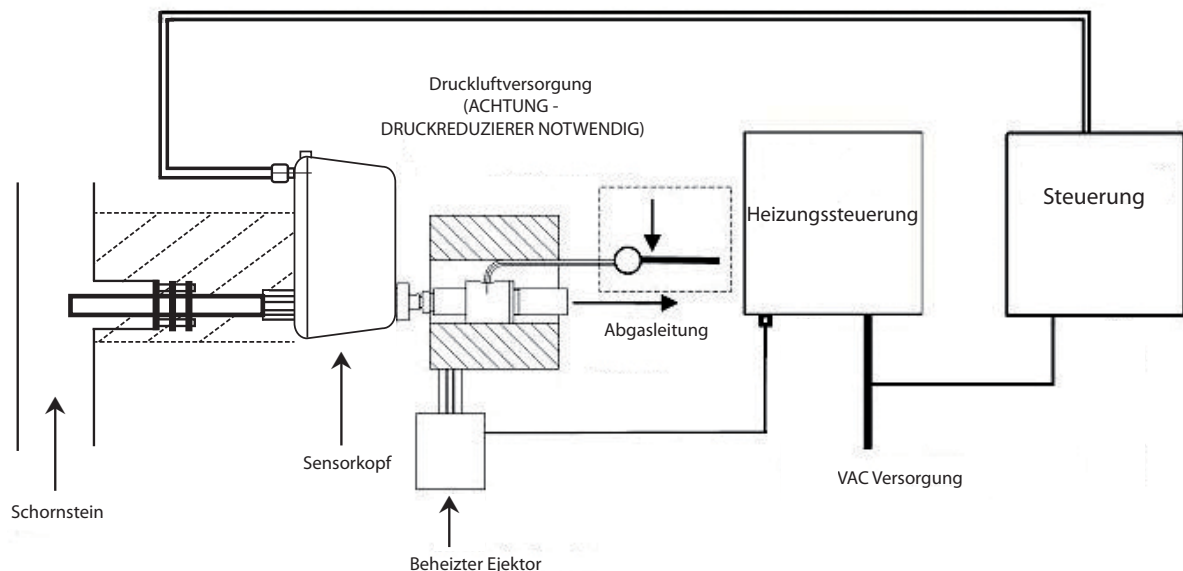 Druckluftversorgung
(ACHTUNG -
DRUCKREDUZIERER NOTWENDIG)
Heizungssteuerung
Steuerung
Abgasleitung
Sensorkopf
VAC Versorgung
Schornstein
Beheizter Ejektor